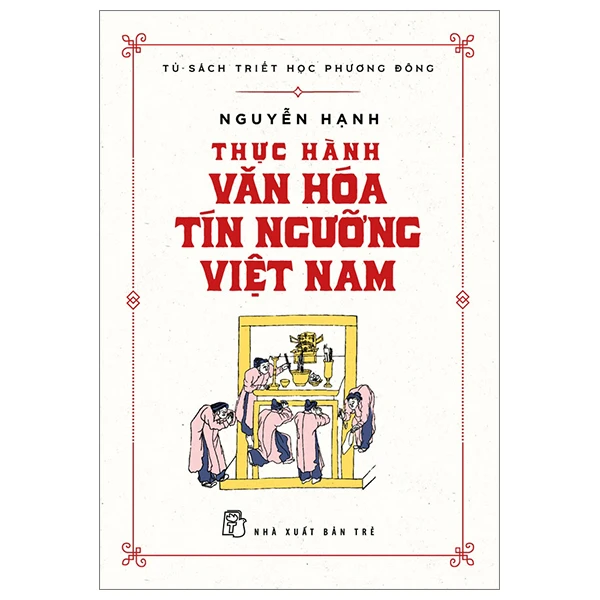 TỦ-SÁCH TRIẾT HỌC PHƯƠNG ĐÔNG
NGUYỄN HẠNH
THỰC HÀNH
VĂN HÓA
TÍN NGƯỠNG
VIỆT NAM
NHÀ XUẤT BẢN TRẺ